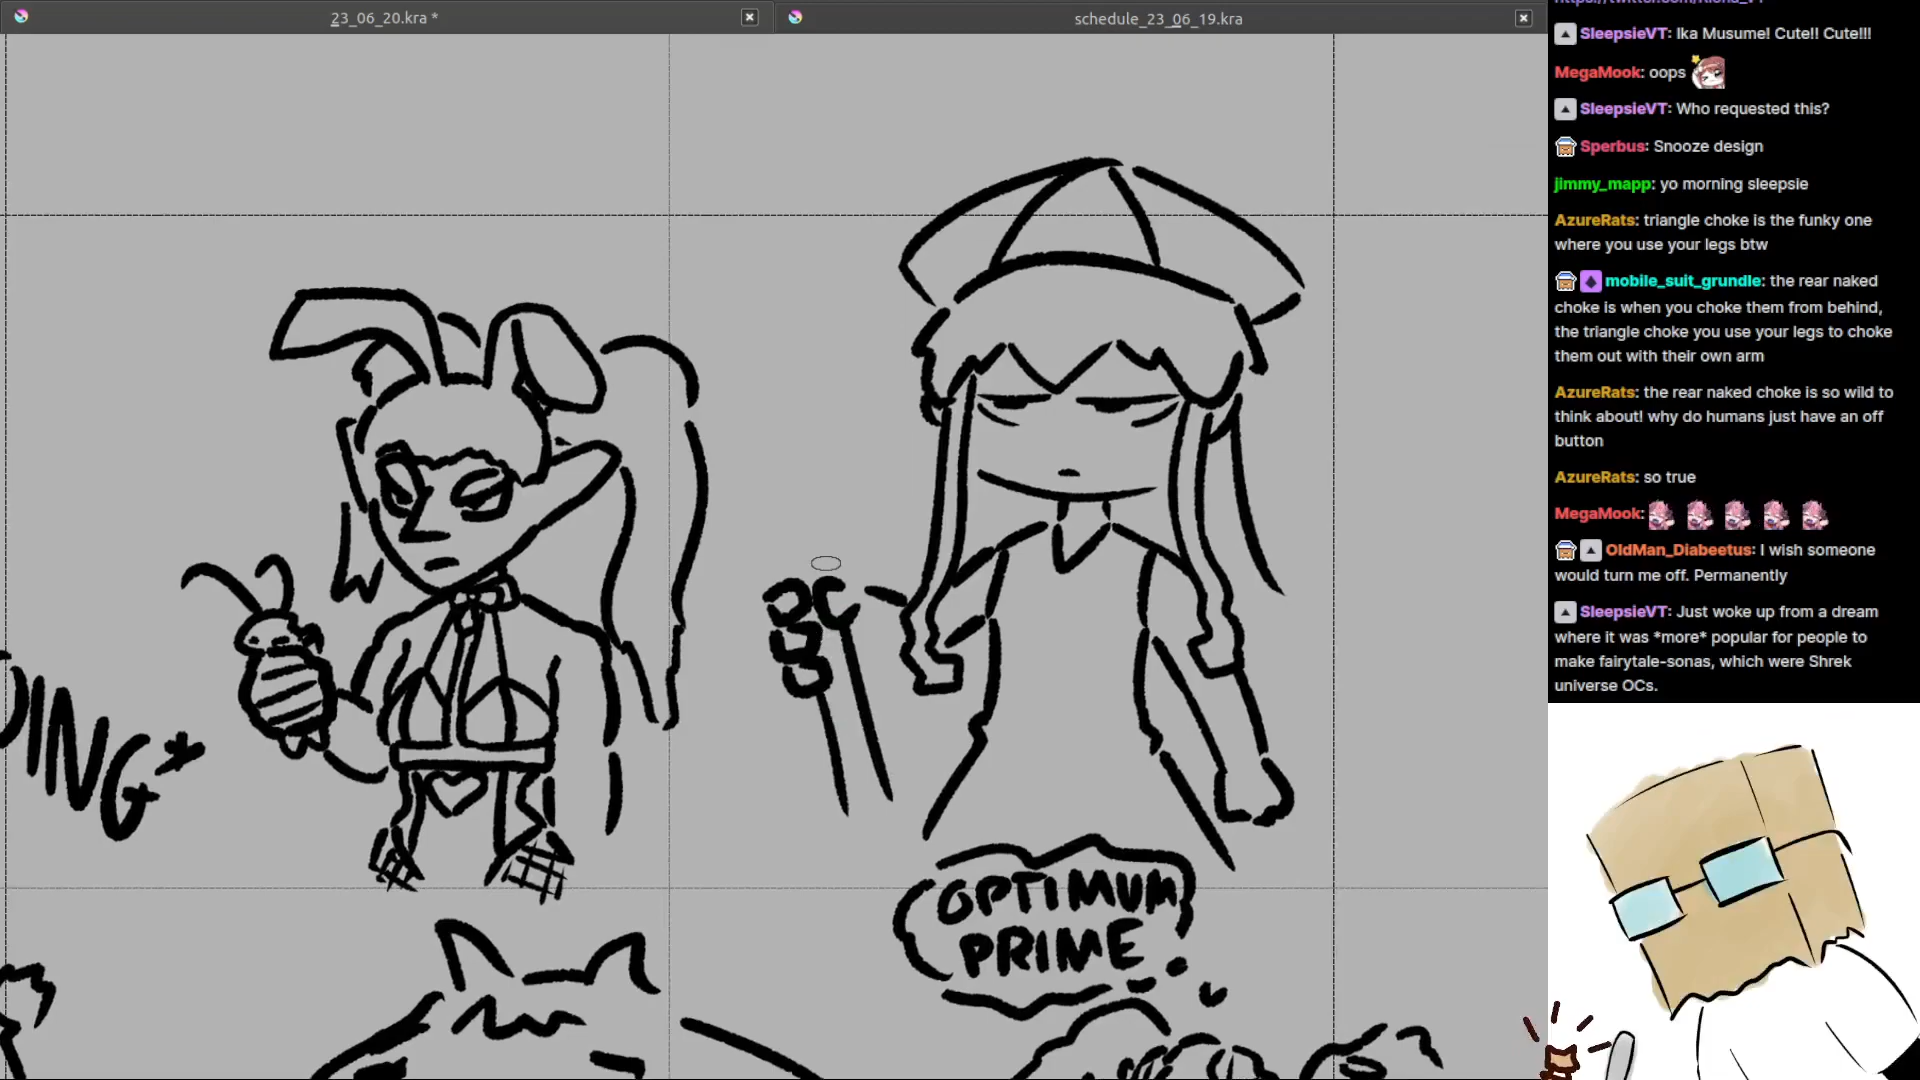 23_06_20.kra *
schedule_23_06_19.kra
SleepsieVT: Ika Musume! Cute!! Cute!!!
MegaMook: oops
SleepsieVT: Who requested this?
Sperbus: Snooze design
jimmy_mapp: yo morning sleepsie
AzureRats: triangle choke is the funky one
where you use your legs btw
mobile_suit_grundle: the rear naked
choke is when you choke them from behind,
the triangle choke you use your legs to choke
them out with their own arm
AzureRats: the rear naked choke is so wild to
think about! why do humans just have an off
button
AzureRats: so true
MegaMook:
OldMan_Diabeetus: I wish someone
would turn me off. Permanently
SleepsieVT: Just woke up from a dream
where it was *more* popular for people to
make fairytale-sonas, which were Shrek
universe OCs.
OPTIMUM
PRIME